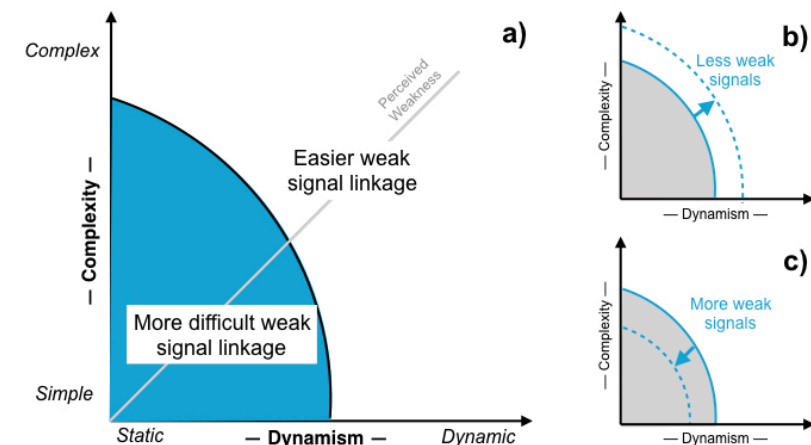 a)
Complex
Perceived
Weakness
Easier weak
signal linkage
— Complexity —
More difficult weak
signal linkage
Simple
Static
— Dynamism —
Dynamic
b)
Less weak
signals
— Complexity —
— Dynamism —
c)
More weak
signals
— Complexity —
— Dynamism —